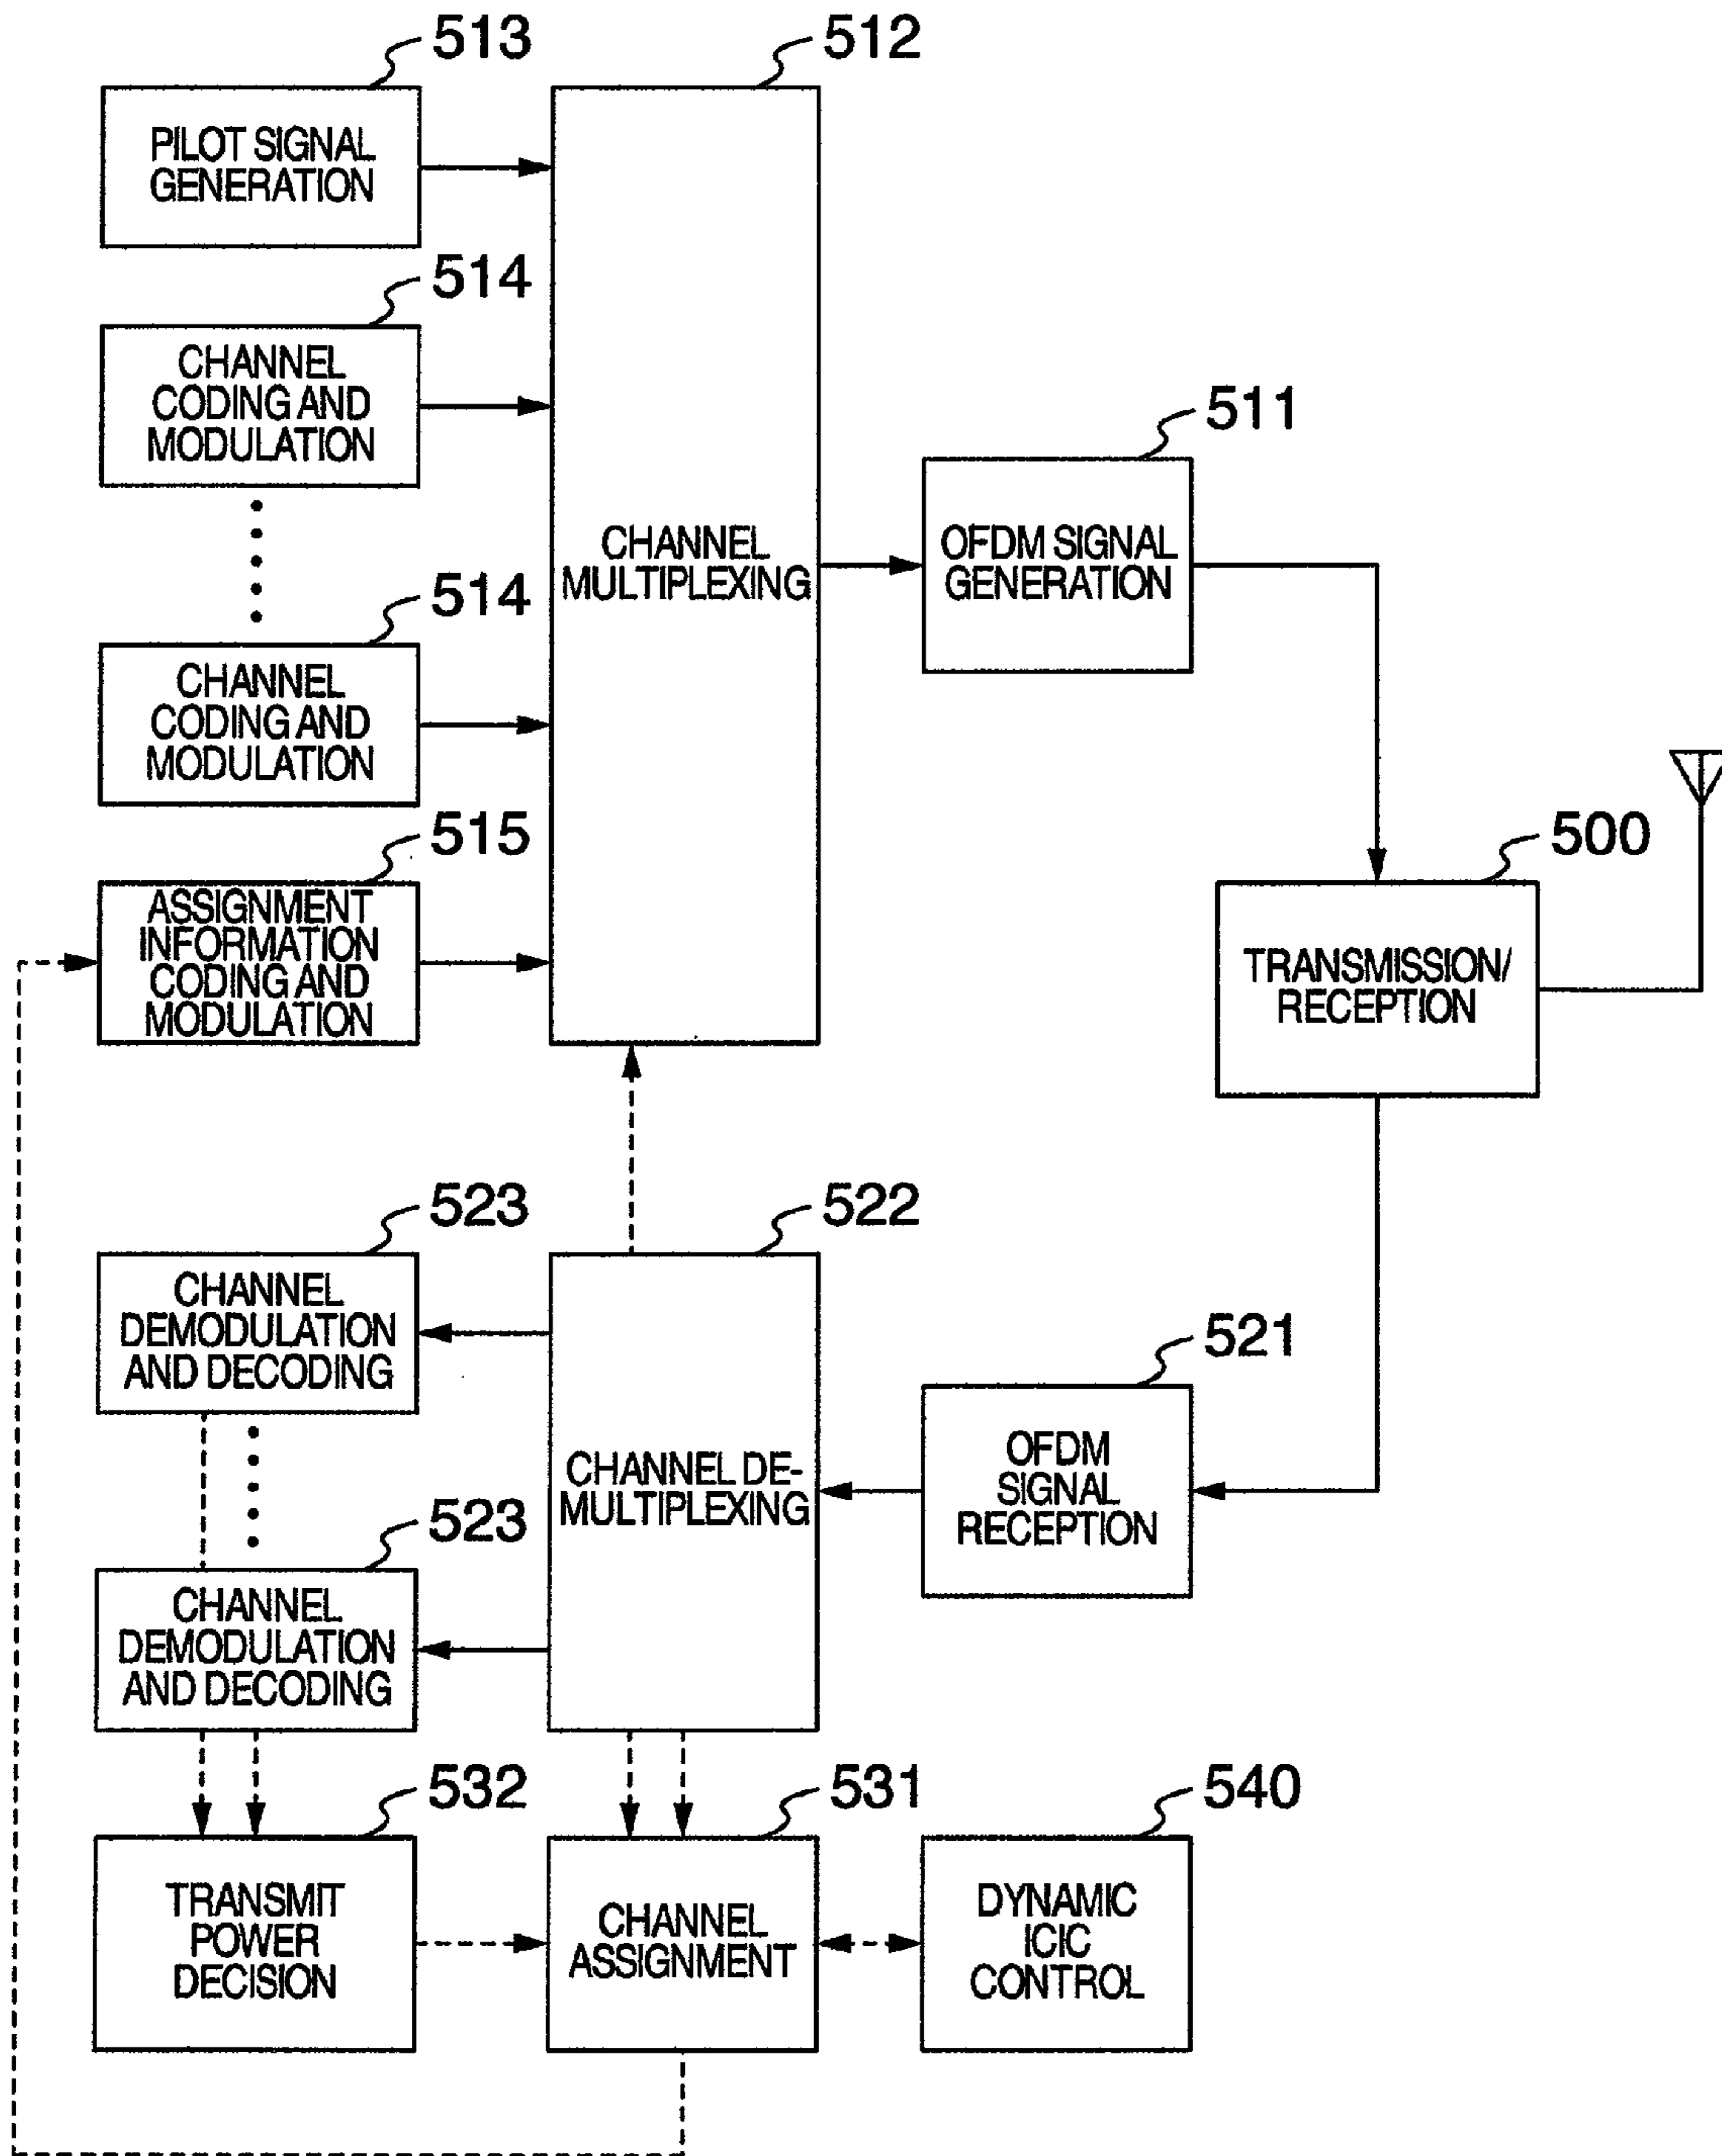 513
PILOT SIGNAL
GENERATION
514
CHANNEL
CODING AND
MODULATION
514
CHANNEL
CODING AND
MODULATION
515
ASSIGNMENT
INFORMATION
CODING AND
MODULATION
512
CHANNEL
MULTIPLEXING
511
OFDM SIGNAL
GENERATION
500
TRANSMISSION/
RECEPTION
523
CHANNEL
DEMODULATION
AND DECODING
523
CHANNEL
DEMODULATION
AND DECODING
522
CHANNEL DE-
MULTIPLEXING
521
OFDM
SIGNAL
RECEPTION
532
TRANSMIT
POWER
DECISION
531
CHANNEL
ASSIGNMENT
540
DYNAMIC
ICIC
CONTROL